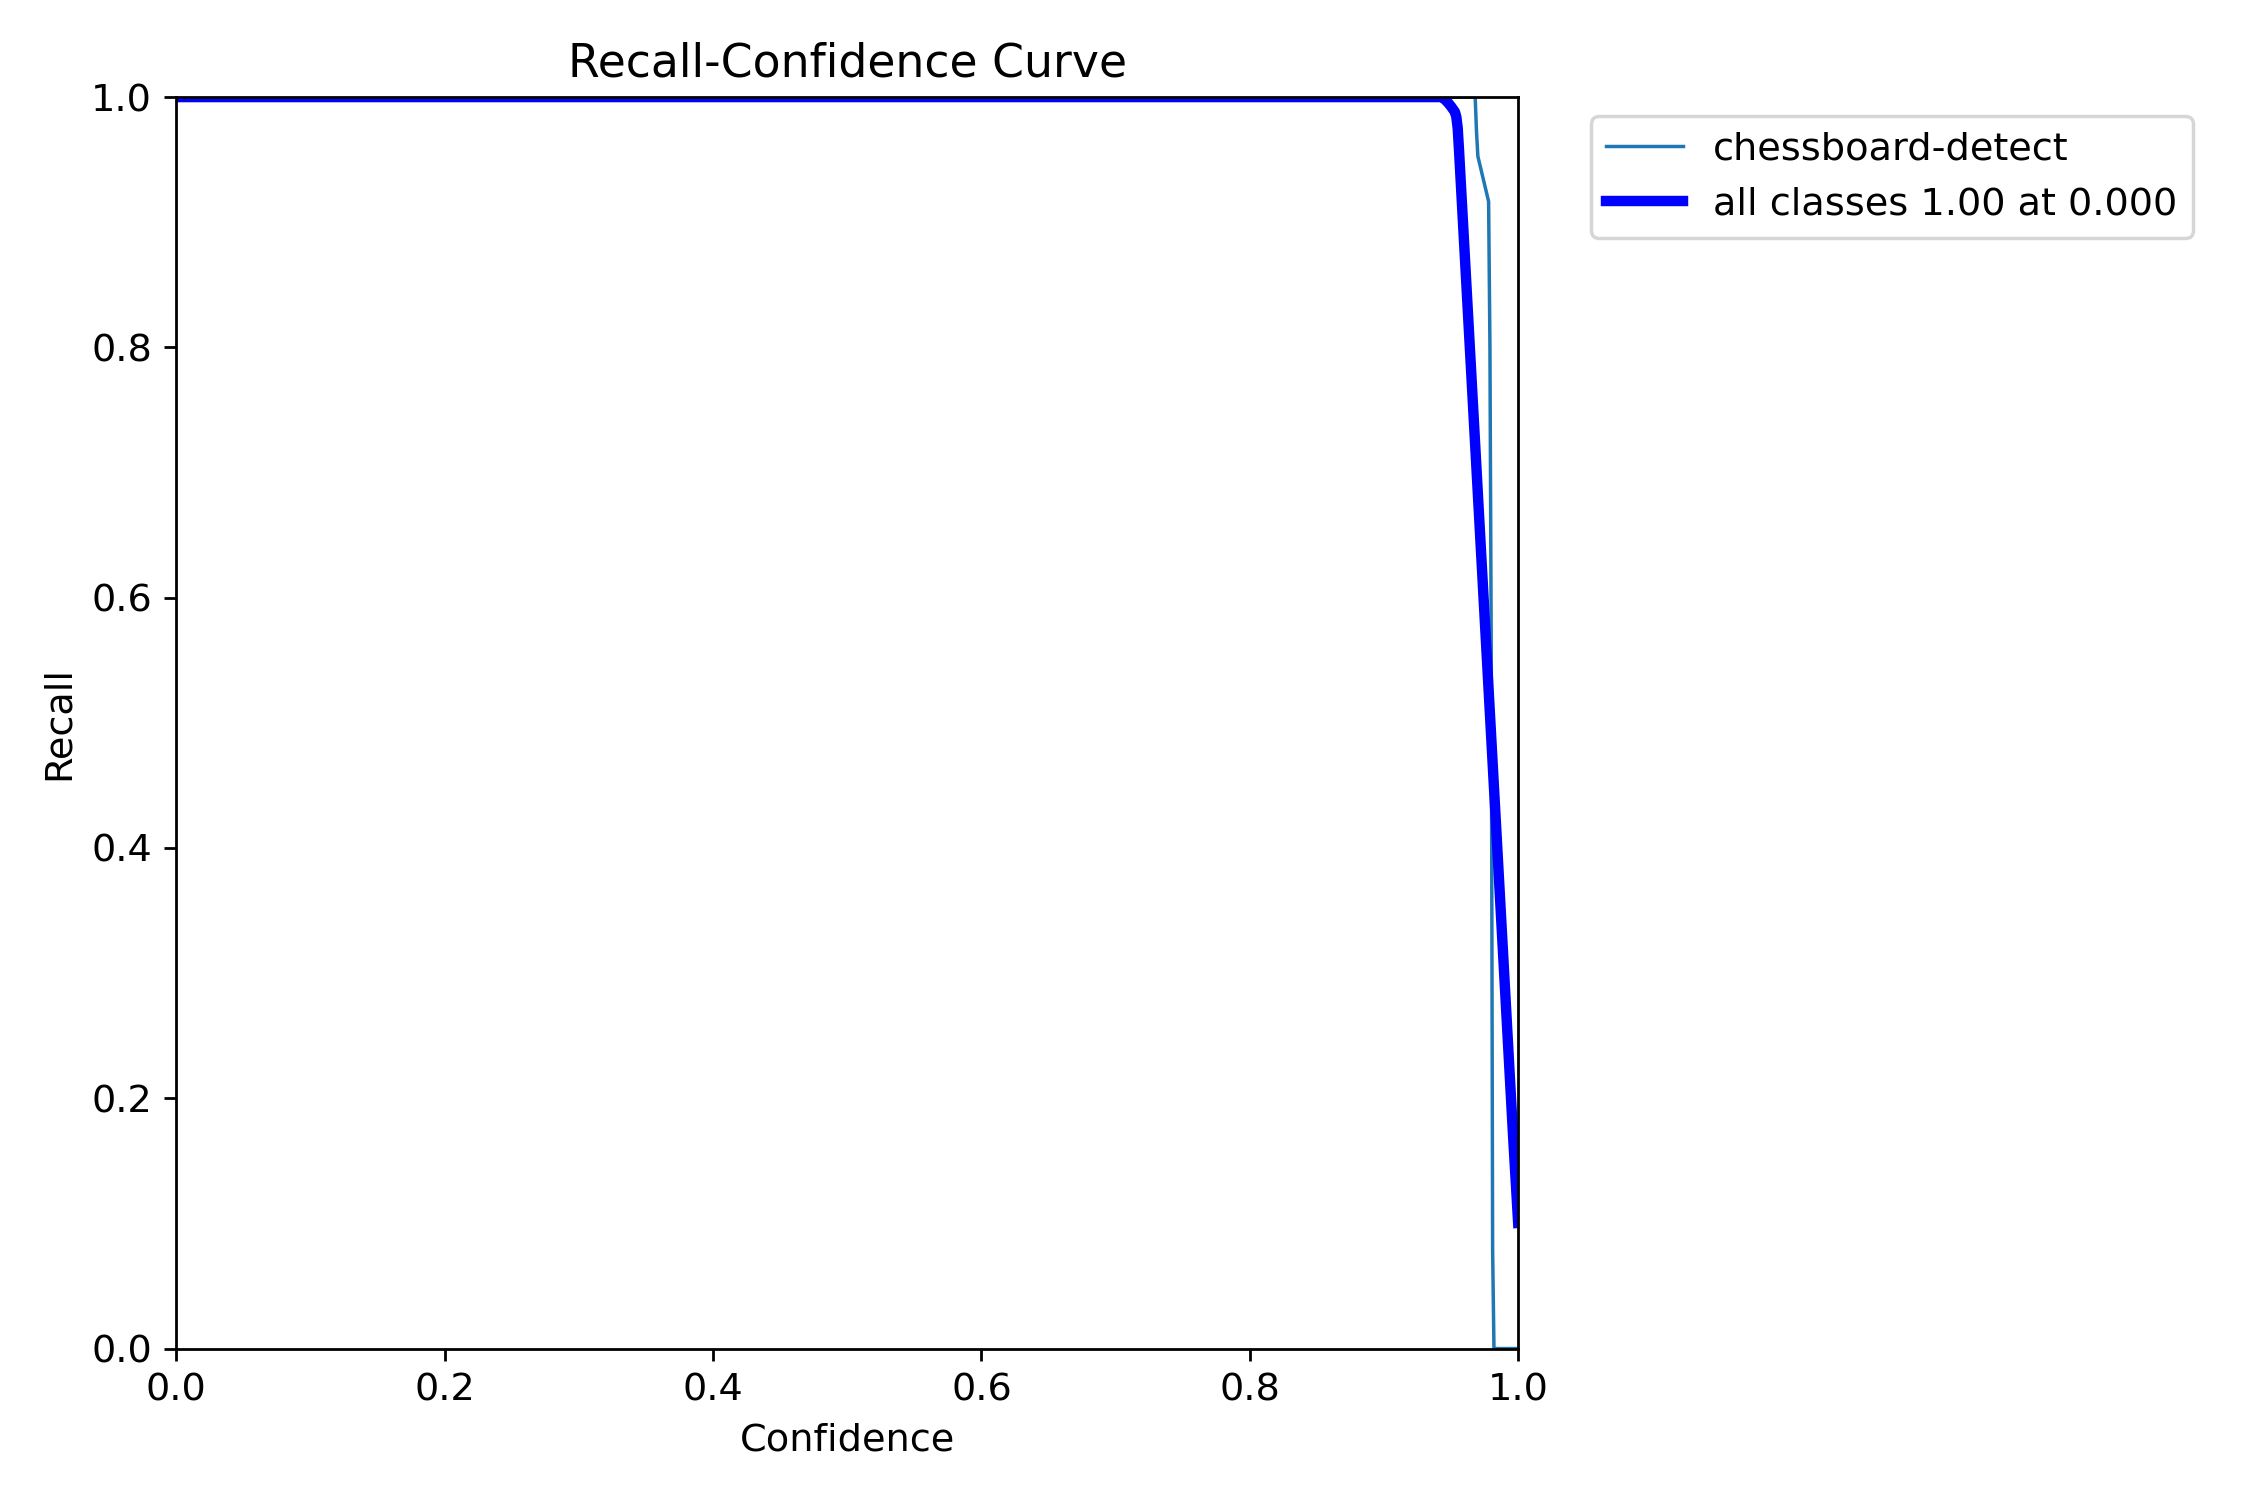 Recall-Confidence Curve
1.0
0.8
0.6
0.4
0.2
0.0
Recall
0.0 0.2 0.4 0.6 0.8 1.0
Confidence
chessboard-detect
all classes 1.00 at 0.000